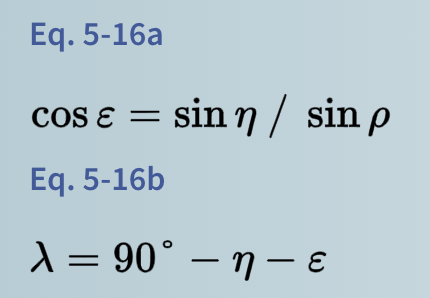 Eq. 5-16a
cos ε = sin η / sin ρ
Eq. 5-16b
λ = 90° − η − ε